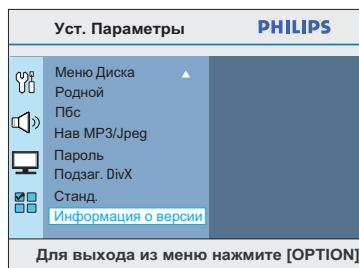 Уст. Параметры
PHILIPS
Меню Диска
Родной
Пбс
Нав MP3/Jpeg
Пароль
Подзаг. DivX
Станд.
Информация о версии
Для выхода из меню нажмите [OPTION]